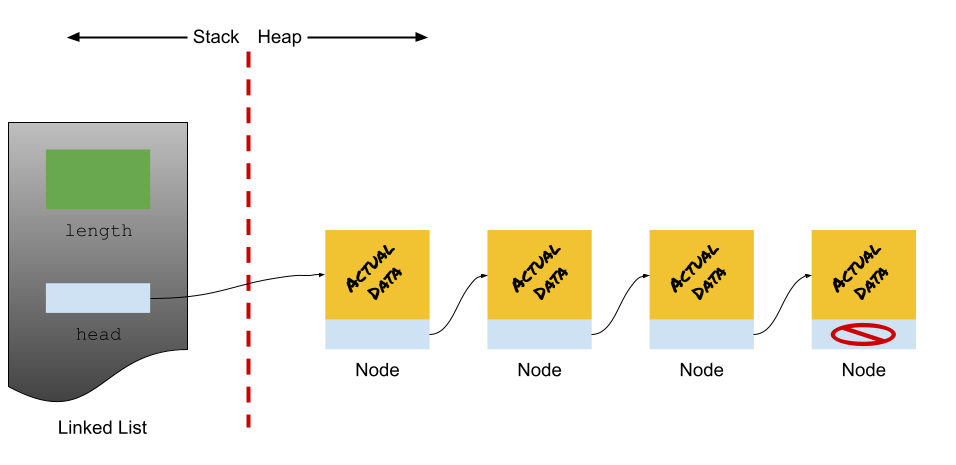 Stack Heap
length
head
Linked List
ACTUAL
DATA
Node
ACTUAL
DATA
Node
ACTUAL
DATA
Node
ACTUAL
DATA
Node